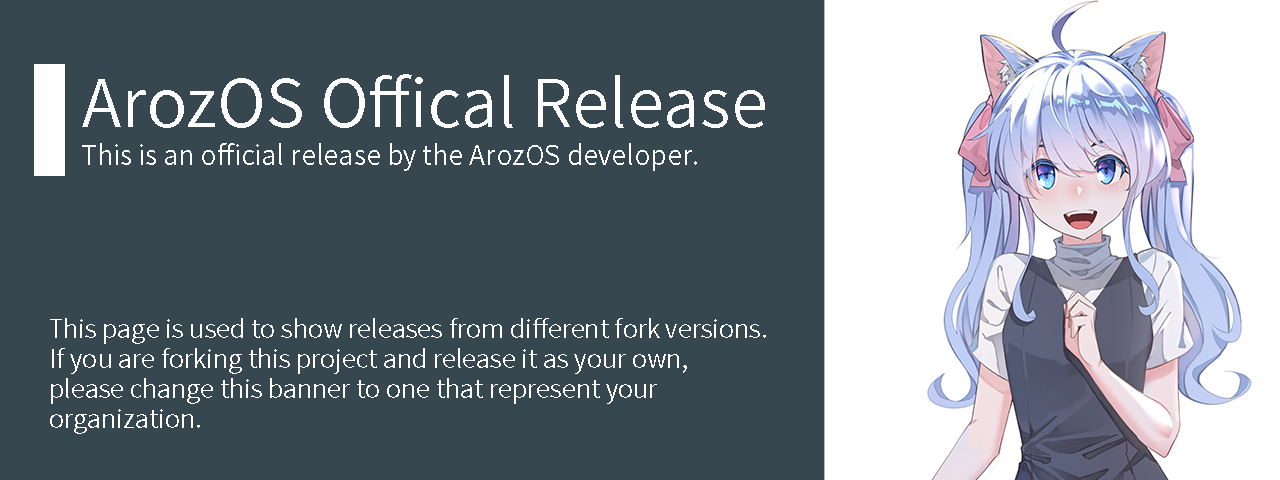 ArozOS Offical Release
This is an official release by the ArozOS developer.
This page is used to show releases from different fork versions.
If you are forking this project and release it as your own,
please change this banner to one that represent your
organization.